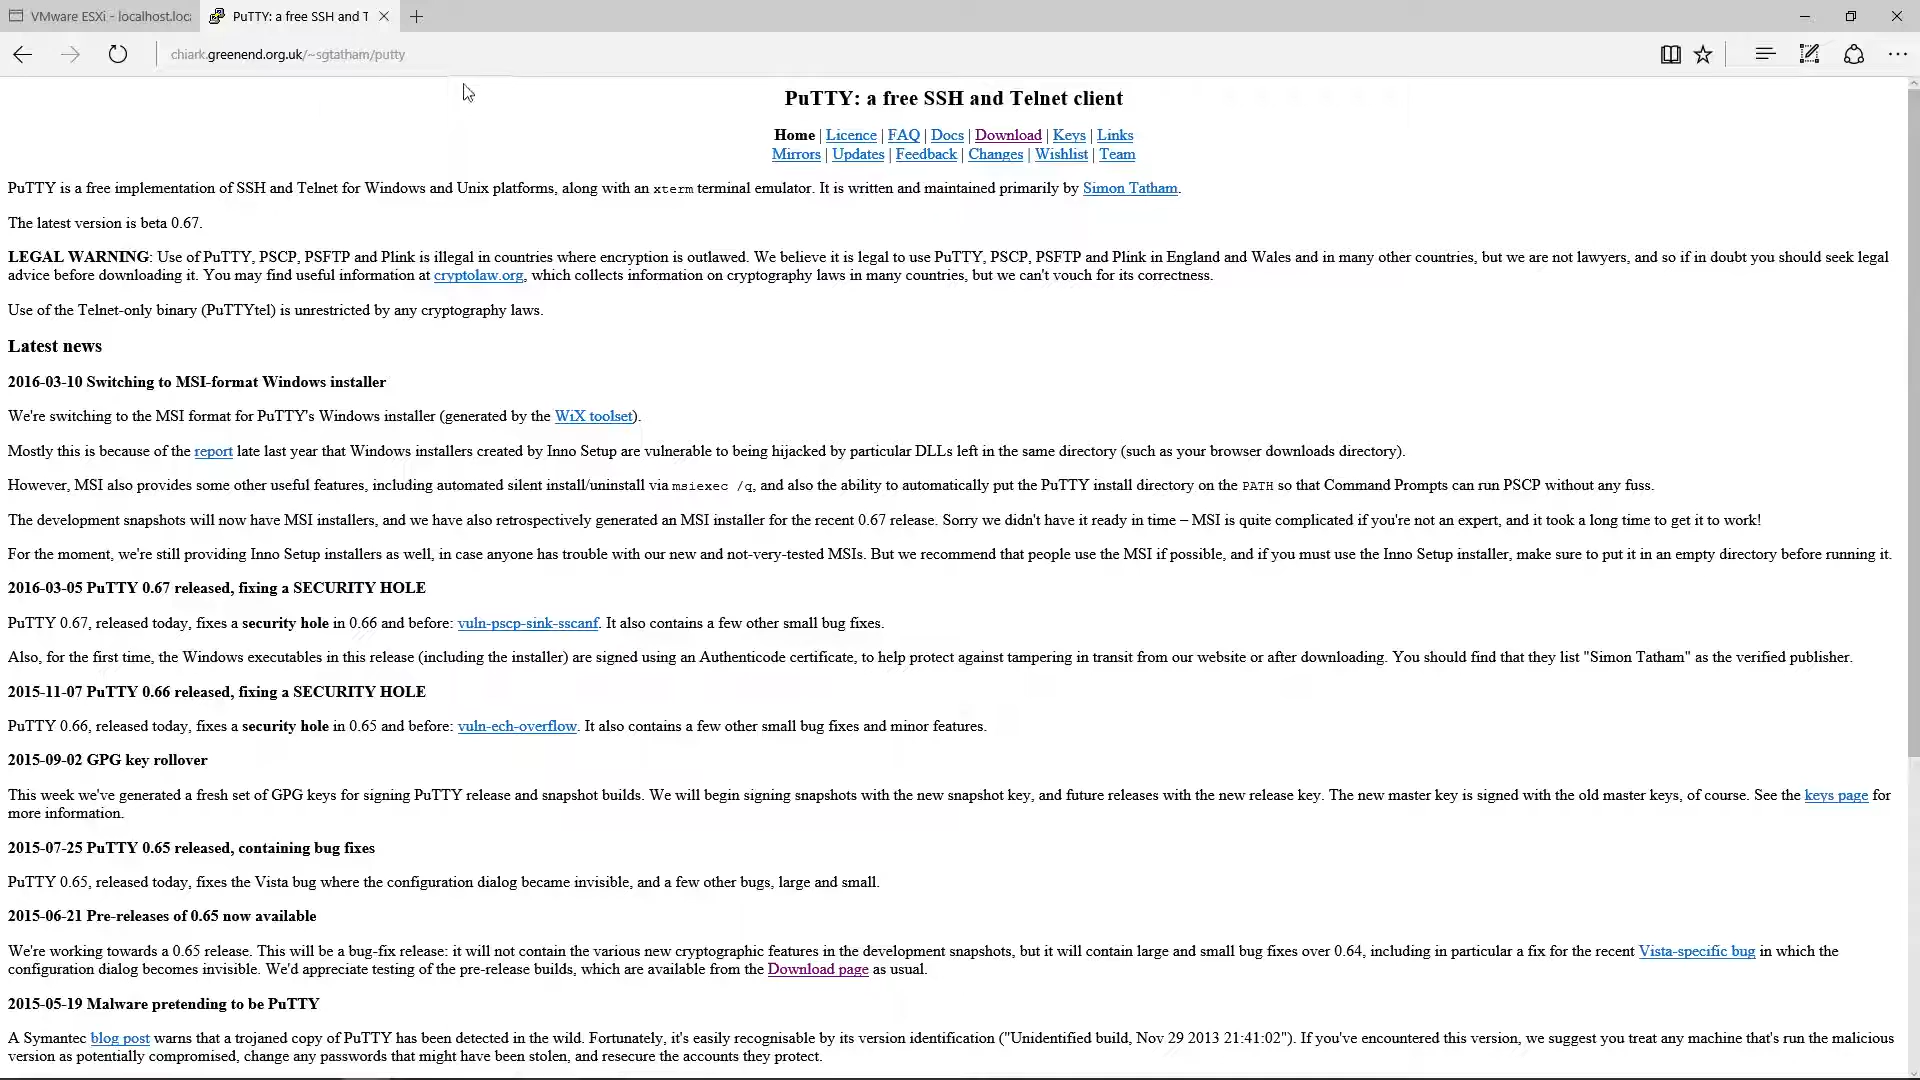 VMware ESXi - localhost.loc
PuTTY: a free SSH and T
chiark.greenend.org.uk/~sgtatham/putty
PuTTY: a free SSH and Telnet client
Home | Licence | FAQ | Docs | Download | Keys | Links
Mirrors | Updates | Feedback | Changes | Wishlist | Team
PuTTY is a free implementation of SSH and Telnet for Windows and Unix platforms, along with an xterm terminal emulator. It is written and maintained primarily by Simon Tatham.
The latest version is beta 0.67.
LEGAL WARNING: Use of PuTTY, PSCP, PSFTP and Plink is illegal in countries where encryption is outlawed. We believe it is legal to use PuTTY, PSCP, PSFTP and Plink in England and Wales and in many other countries, but we are not lawyers, and so if in doubt you should seek legal
advice before downloading it. You may find useful information at cryptolaw.org, which collects information on cryptography laws in many countries, but we can't vouch for its correctness.
Use of the Telnet-only binary (PuTTYtel) is unrestricted by any cryptography laws.
Latest news
2016-03-10 Switching to MSI-format Windows installer
We're switching to the MSI format for PuTTY's Windows installer (generated by the WiX toolset).
Mostly this is because of the report late last year that Windows installers created by Inno Setup are vulnerable to being hijacked by particular DLLs left in the same directory (such as your browser downloads directory).
However, MSI also provides some other useful features, including automated silent install/uninstall via msiexec /q, and also the ability to automatically put the PuTTY install directory on the PATH so that Command Prompts can run PSCP without any fuss.
The development snapshots will now have MSI installers, and we have also retrospectively generated an MSI installer for the recent 0.67 release. Sorry we didn't have it ready in time – MSI is quite complicated if you're not an expert, and it took a long time to get it to work!
For the moment, we're still providing Inno Setup installers as well, in case anyone has trouble with our new and not-very-tested MSIs. But we recommend that people use the MSI if possible, and if you must use the Inno Setup installer, make sure to put it in an empty directory before running it.
2016-03-05 PuTTY 0.67 released, fixing a SECURITY HOLE
PuTTY 0.67, released today, fixes a security hole in 0.66 and before: vuln-pscp-sink-sscanf. It also contains a few other small bug fixes.
Also, for the first time, the Windows executables in this release (including the installer) are signed using an Authenticode certificate, to help protect against tampering in transit from our website or after downloading. You should find that they list "Simon Tatham" as the verified publisher.
2015-11-07 PuTTY 0.66 released, fixing a SECURITY HOLE
PuTTY 0.66, released today, fixes a security hole in 0.65 and before: vuln-ech-overflow. It also contains a few other small bug fixes and minor features.
2015-09-02 GPG key rollover
This week we've generated a fresh set of GPG keys for signing PuTTY release and snapshot builds. We will begin signing snapshots with the new snapshot key, and future releases with the new release key. The new master key is signed with the old master keys, of course. See the keys page for
more information.
2015-07-25 PuTTY 0.65 released, containing bug fixes
PuTTY 0.65, released today, fixes the Vista bug where the configuration dialog became invisible, and a few other bugs, large and small.
2015-06-21 Pre-releases of 0.65 now available
We're working towards a 0.65 release. This will be a bug-fix release: it will not contain the various new cryptographic features in the development snapshots, but it will contain large and small bug fixes over 0.64, including in particular a fix for the recent Vista-specific bug in which the
configuration dialog becomes invisible. We'd appreciate testing of the pre-release builds, which are available from the Download page as usual.
2015-05-19 Malware pretending to be PuTTY
A Symantec blog post warns that a trojaned copy of PuTTY has been detected in the wild. Fortunately, it's easily recognisable by its version identification ("Unidentified build, Nov 29 2013 21:41:02"). If you've encountered this version, we suggest you treat any machine that's run the malicious
version as potentially compromised, change any passwords that might have been stolen, and resecure the accounts they protect.